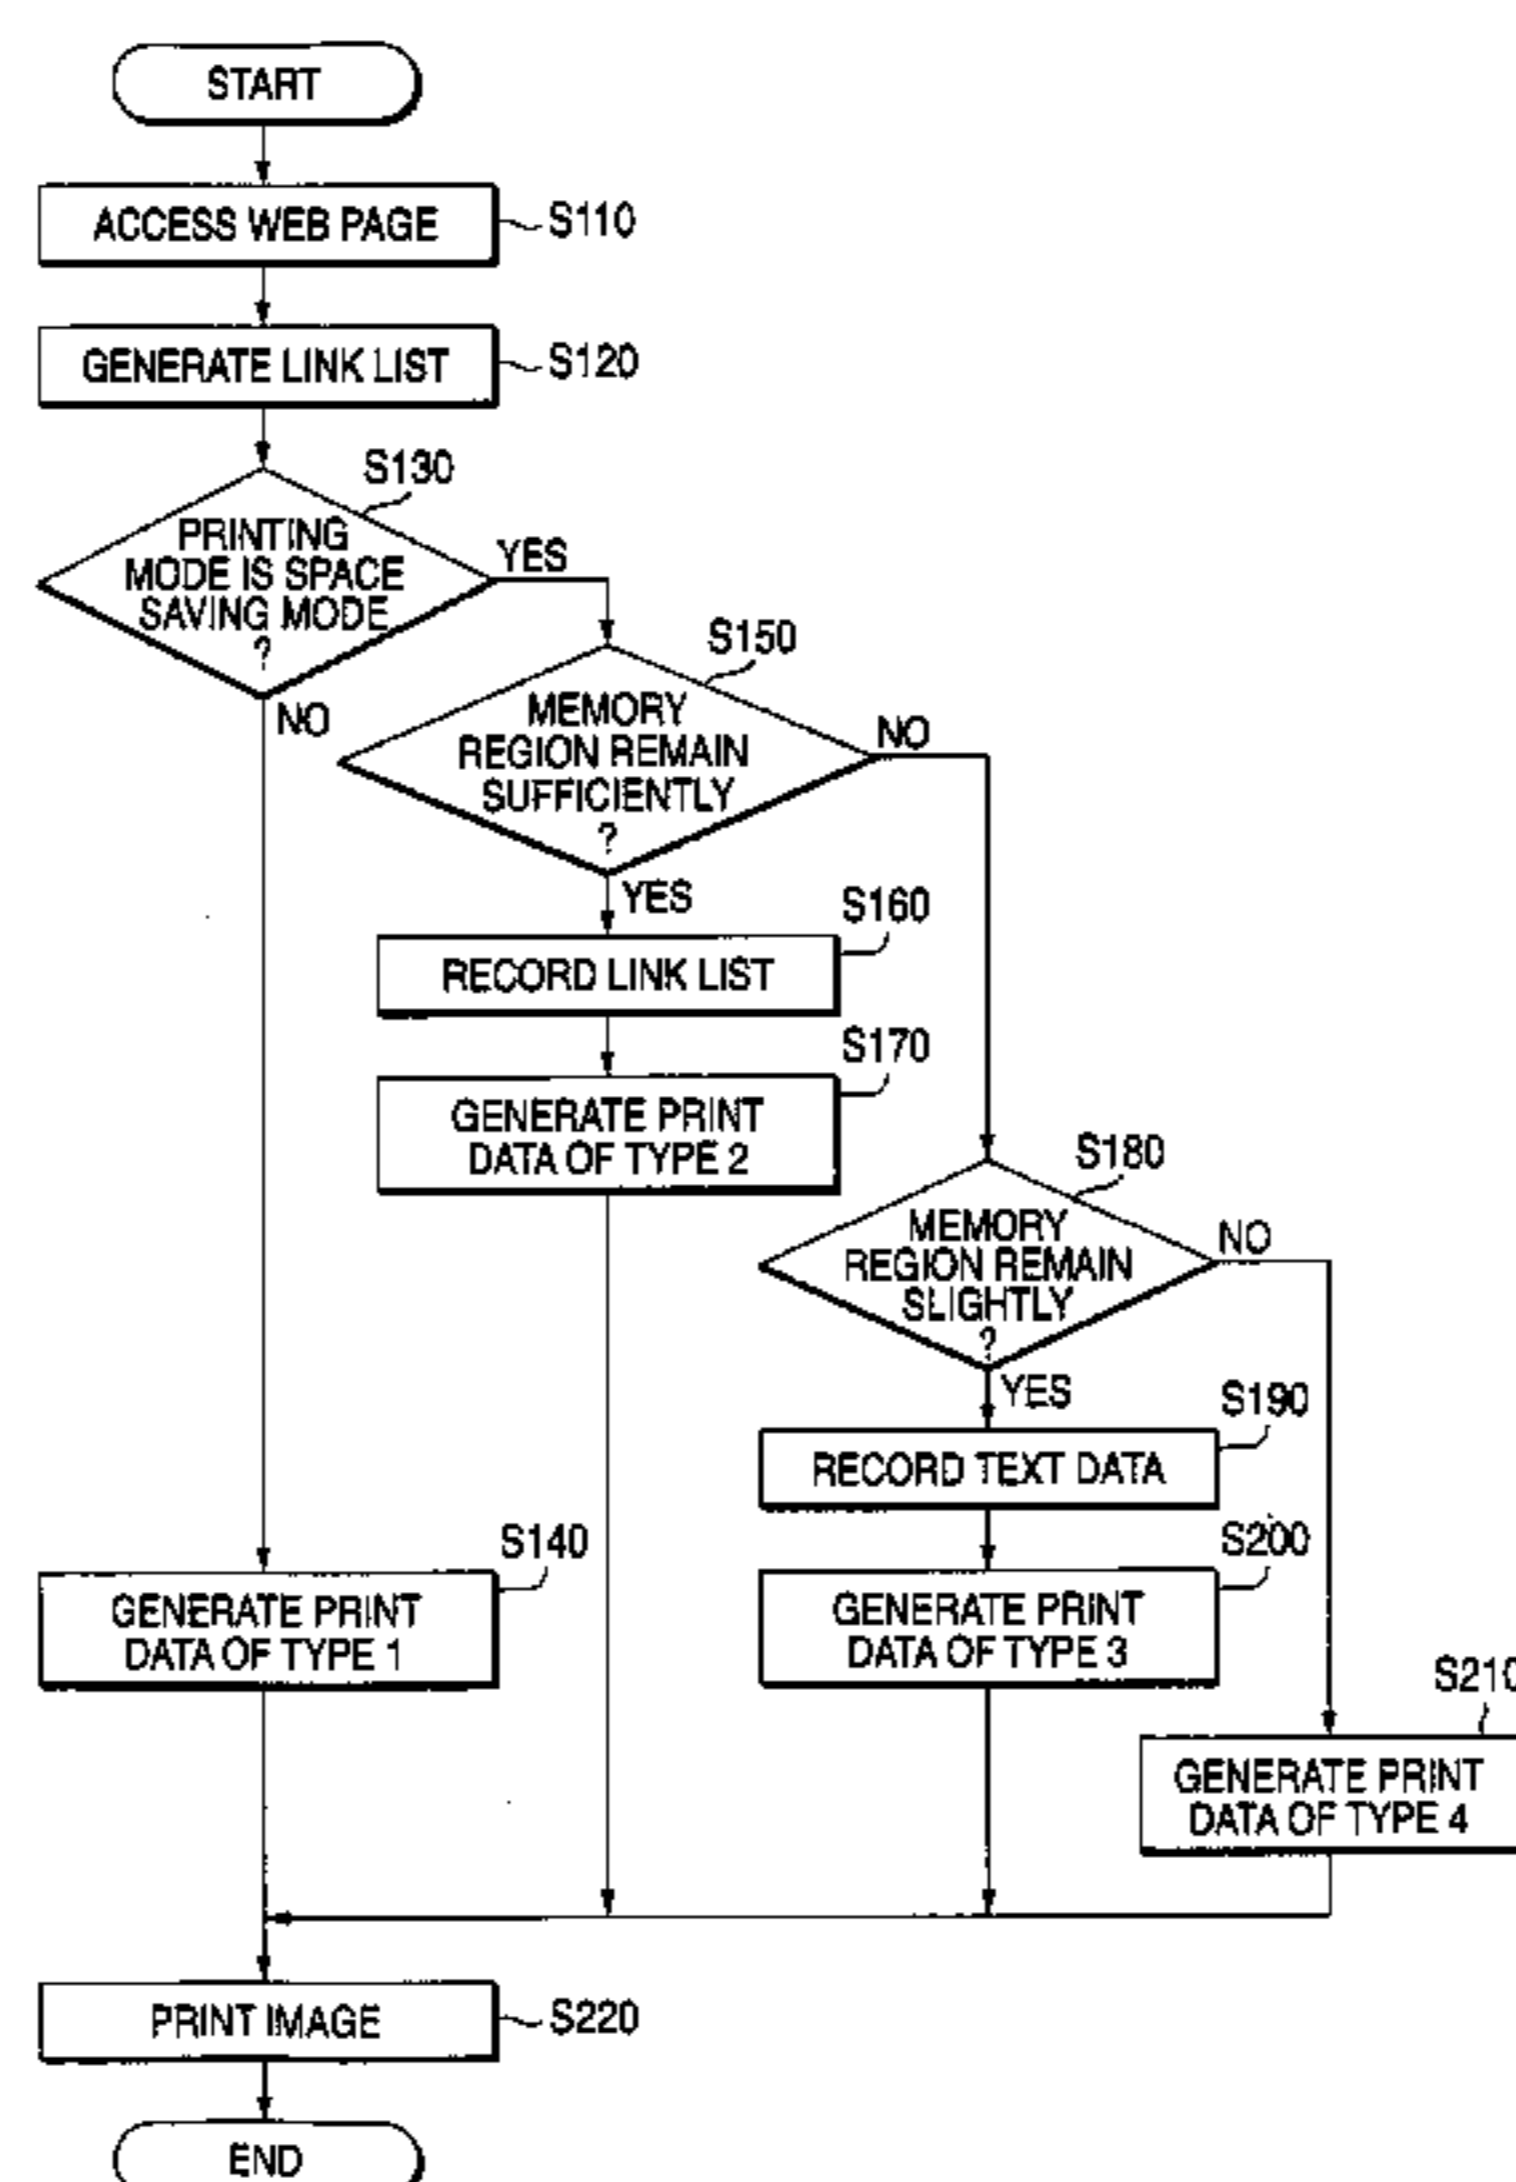 START
ACCESS WEB PAGE
S110
GENERATE LINK LIST
S120
S130
PRINTING
MODE IS SPACE
SAVING MODE
?
YES
NO
S150
MEMORY
REGION REMAIN
SUFFICIENTLY
?
NO
YES
S160
RECORD LINK LIST
S170
GENERATE PRINT
DATA OF TYPE 2
S180
MEMORY
REGION REMAIN
SLIGHTLY
?
NO
YES
S190
RECORD TEXT DATA
S140
GENERATE PRINT
DATA OF TYPE 1
S200
GENERATE PRINT
DATA OF TYPE 3
S210
GENERATE PRINT
DATA OF TYPE 4
PRINT IMAGE
S220
END